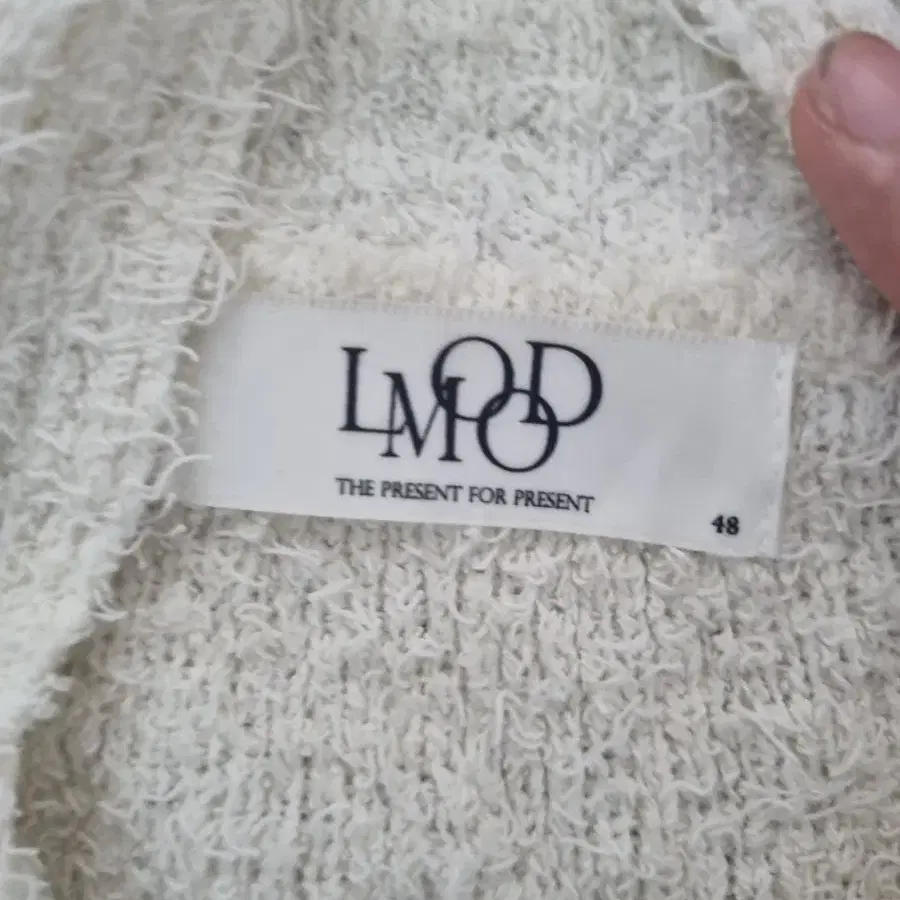 LMOOD
THE PRESENT FOR PRESENT
48